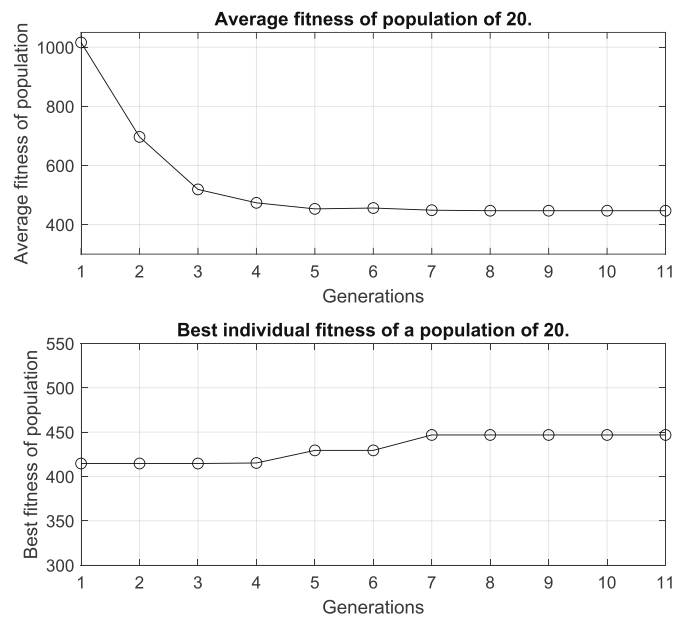 Average fitness of population of 20.
Average fitness of population
1000
800
600
400
1 2 3 4 5 6 7 8 9 10 11
Generations
Best individual fitness of a population of 20.
Best fitness of population
550
500
450
400
350
300
1 2 3 4 5 6 7 8 9 10 11
Generations